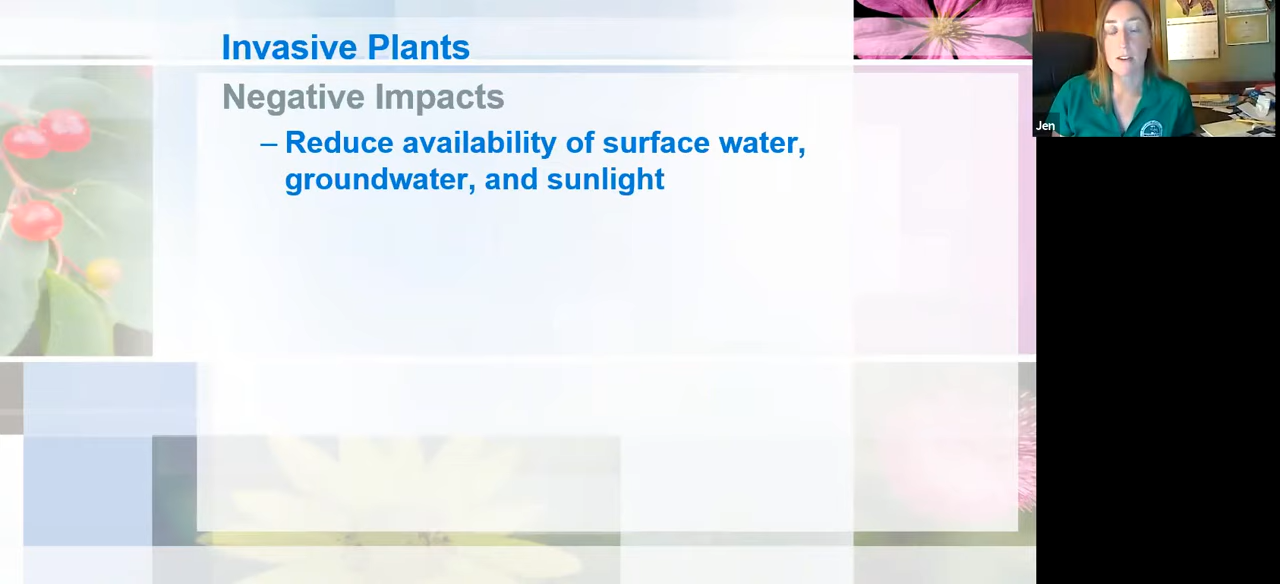 Invasive Plants
Negative Impacts
– Reduce availability of surface water,
groundwater, and sunlight
Jen